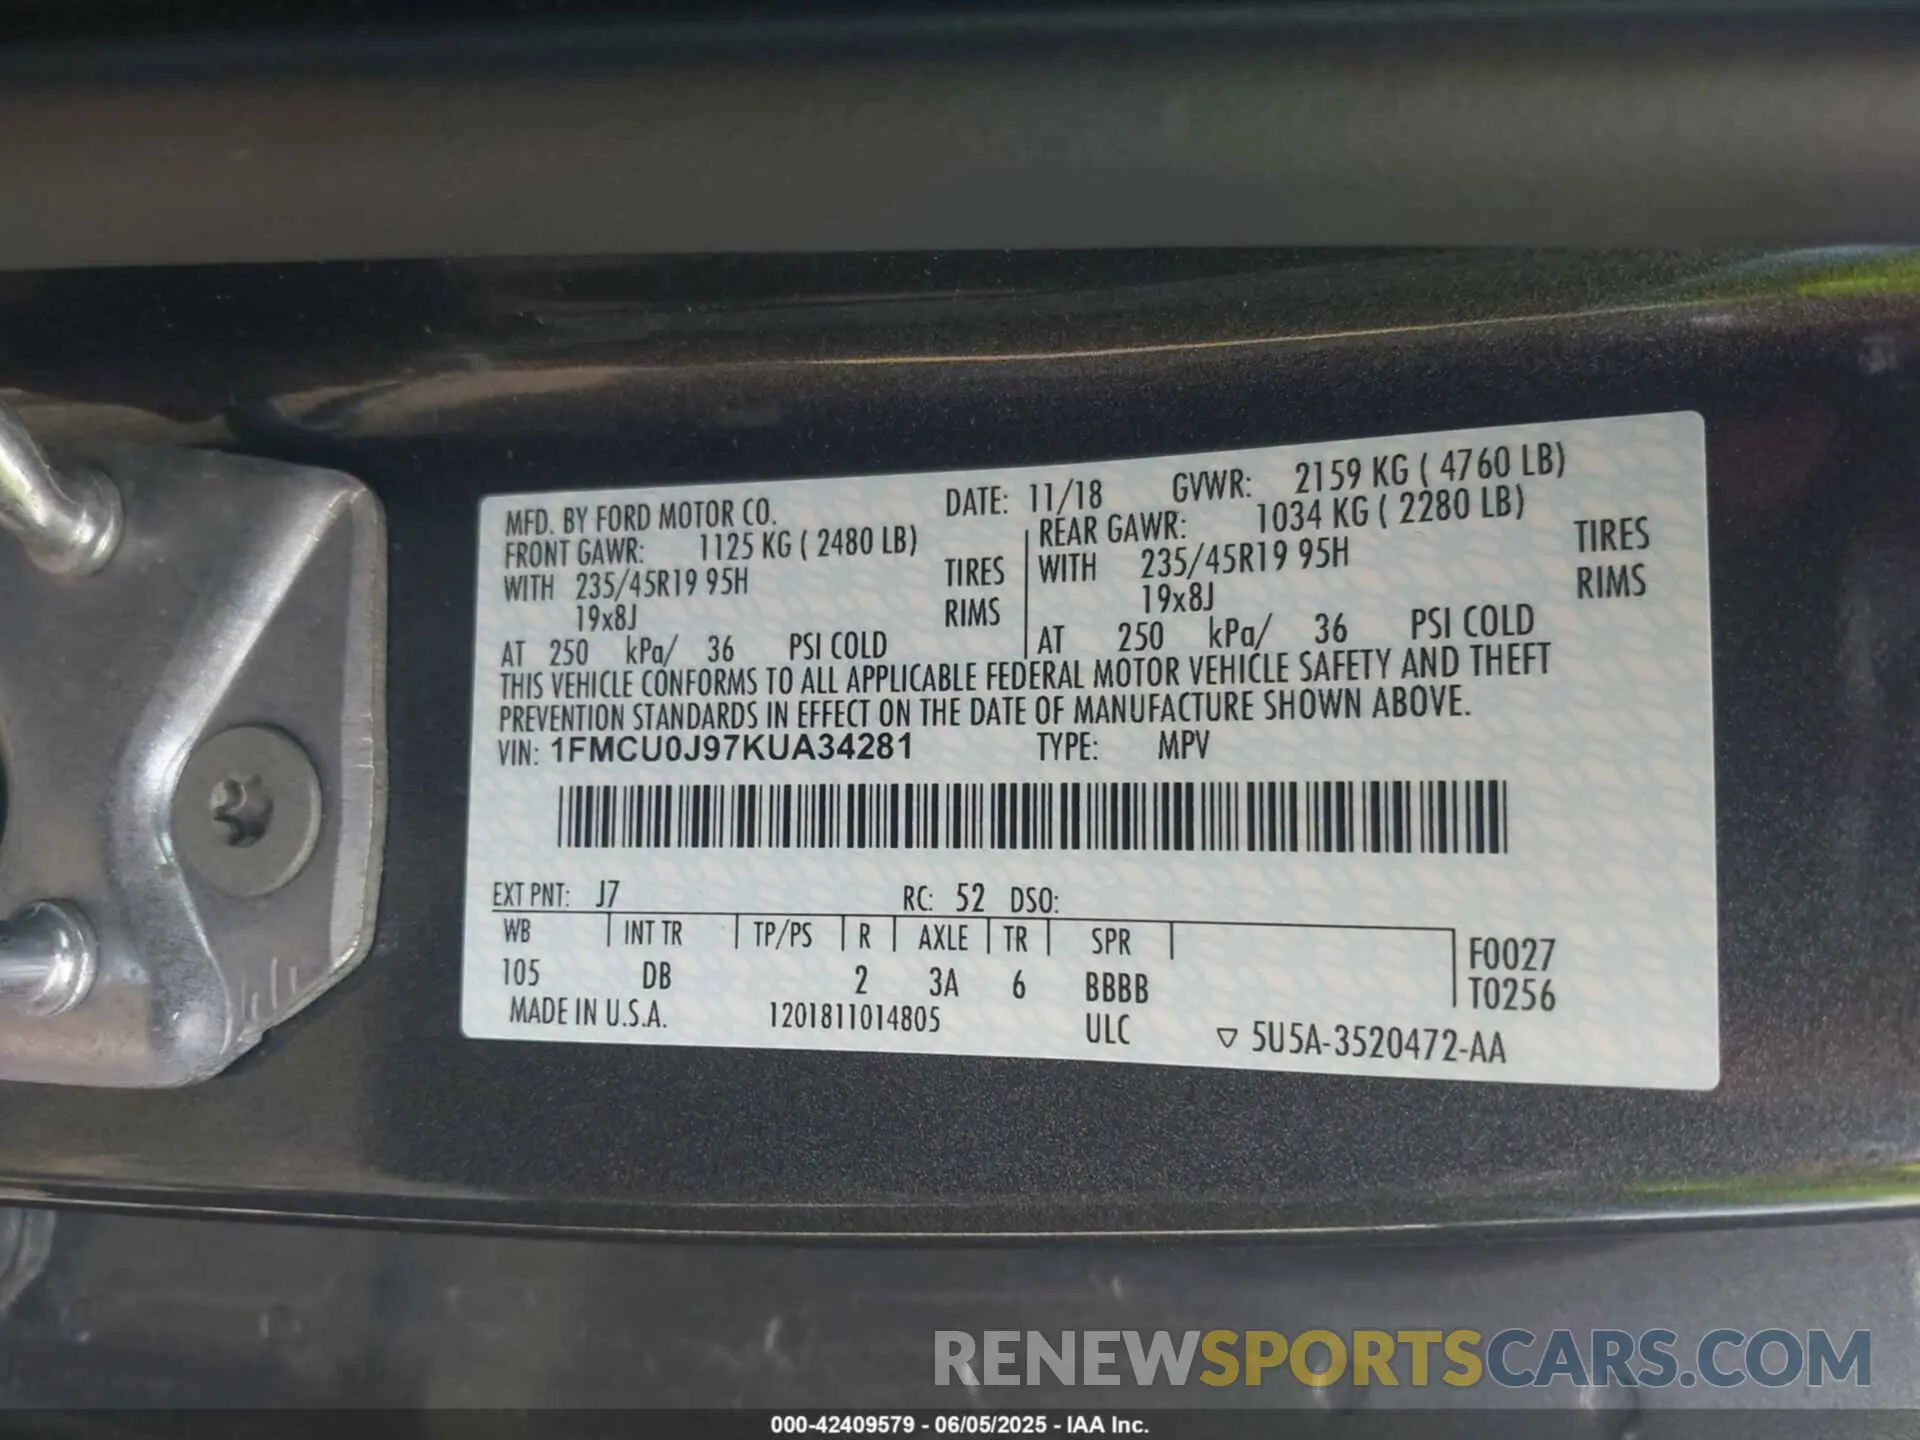 MFD. BY FORD MOTOR CO. DATE: 11/18 GVWR: 2159 KG ( 4760 LB)
FRONT GAWR: 1125 KG ( 2480 LB) REAR GAWR: 1034 KG ( 2280 LB)
WITH 235/45R19 95H TIRES WITH 235/45R19 95H TIRES
19x8J RIMS 19x8J RIMS
AT 250 kPa/ 36 PSI COLD AT 250 kPa/ 36 PSI COLD
THIS VEHICLE CONFORMS TO ALL APPLICABLE FEDERAL MOTOR VEHICLE SAFETY AND THEFT
PREVENTION STANDARDS IN EFFECT ON THE DATE OF MANUFACTURE SHOWN ABOVE.
VIN: 1FMCU0J97KUA34281 TYPE: MPV
EXT PNT: J7 RC: 52 DSO:
WB INT TR TP/PS R AXLE TR SPR F0027
105 DB 2 3A 6 BBBB T0256
MADE IN U.S.A. 1201811014805 ULC ▽ 5U5A-3520472-AA
RENEWSPORTSCARS.COM
000-42409579 - 06/05/2025 - IAA Inc.